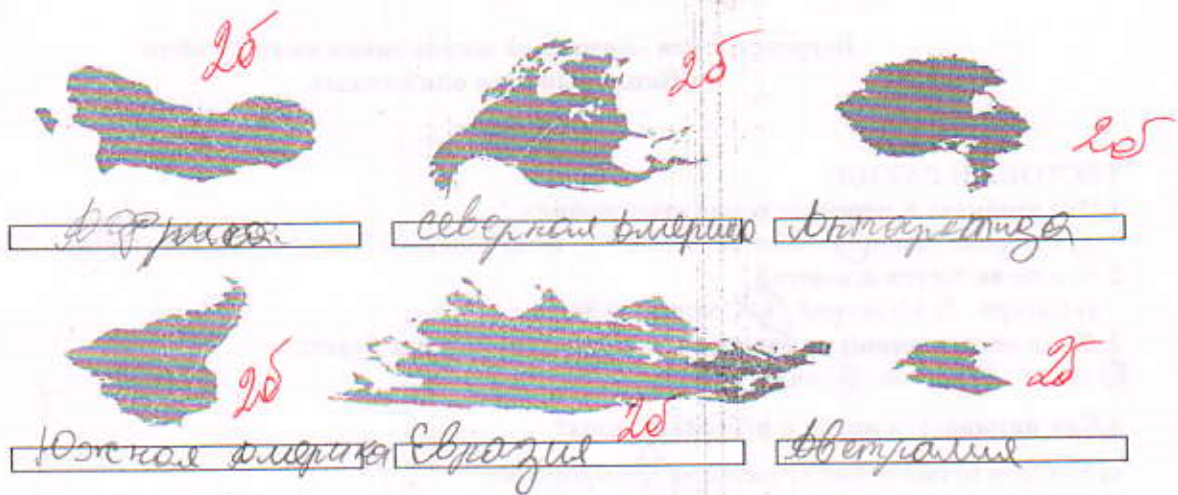 2б 2б
2б
Африка. Северная америка Антарктида
2б 2б
2б
Южная америка Евразия Австралия